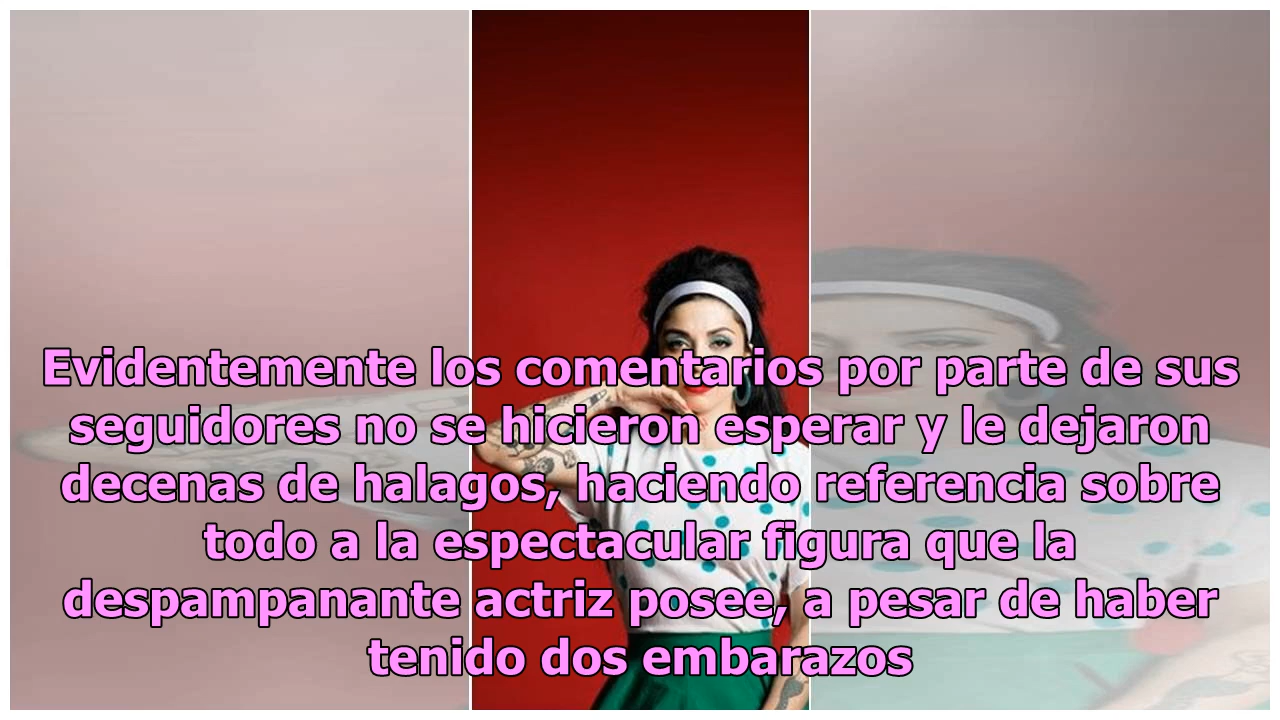 Evidentemente los comentarios por parte de sus
seguidores no se hicieron esperar y le dejaron
decenas de halagos, haciendo referencia sobre
todo a la espectacular figura que la
despampanante actriz posee, a pesar de haber
tenido dos embarazos